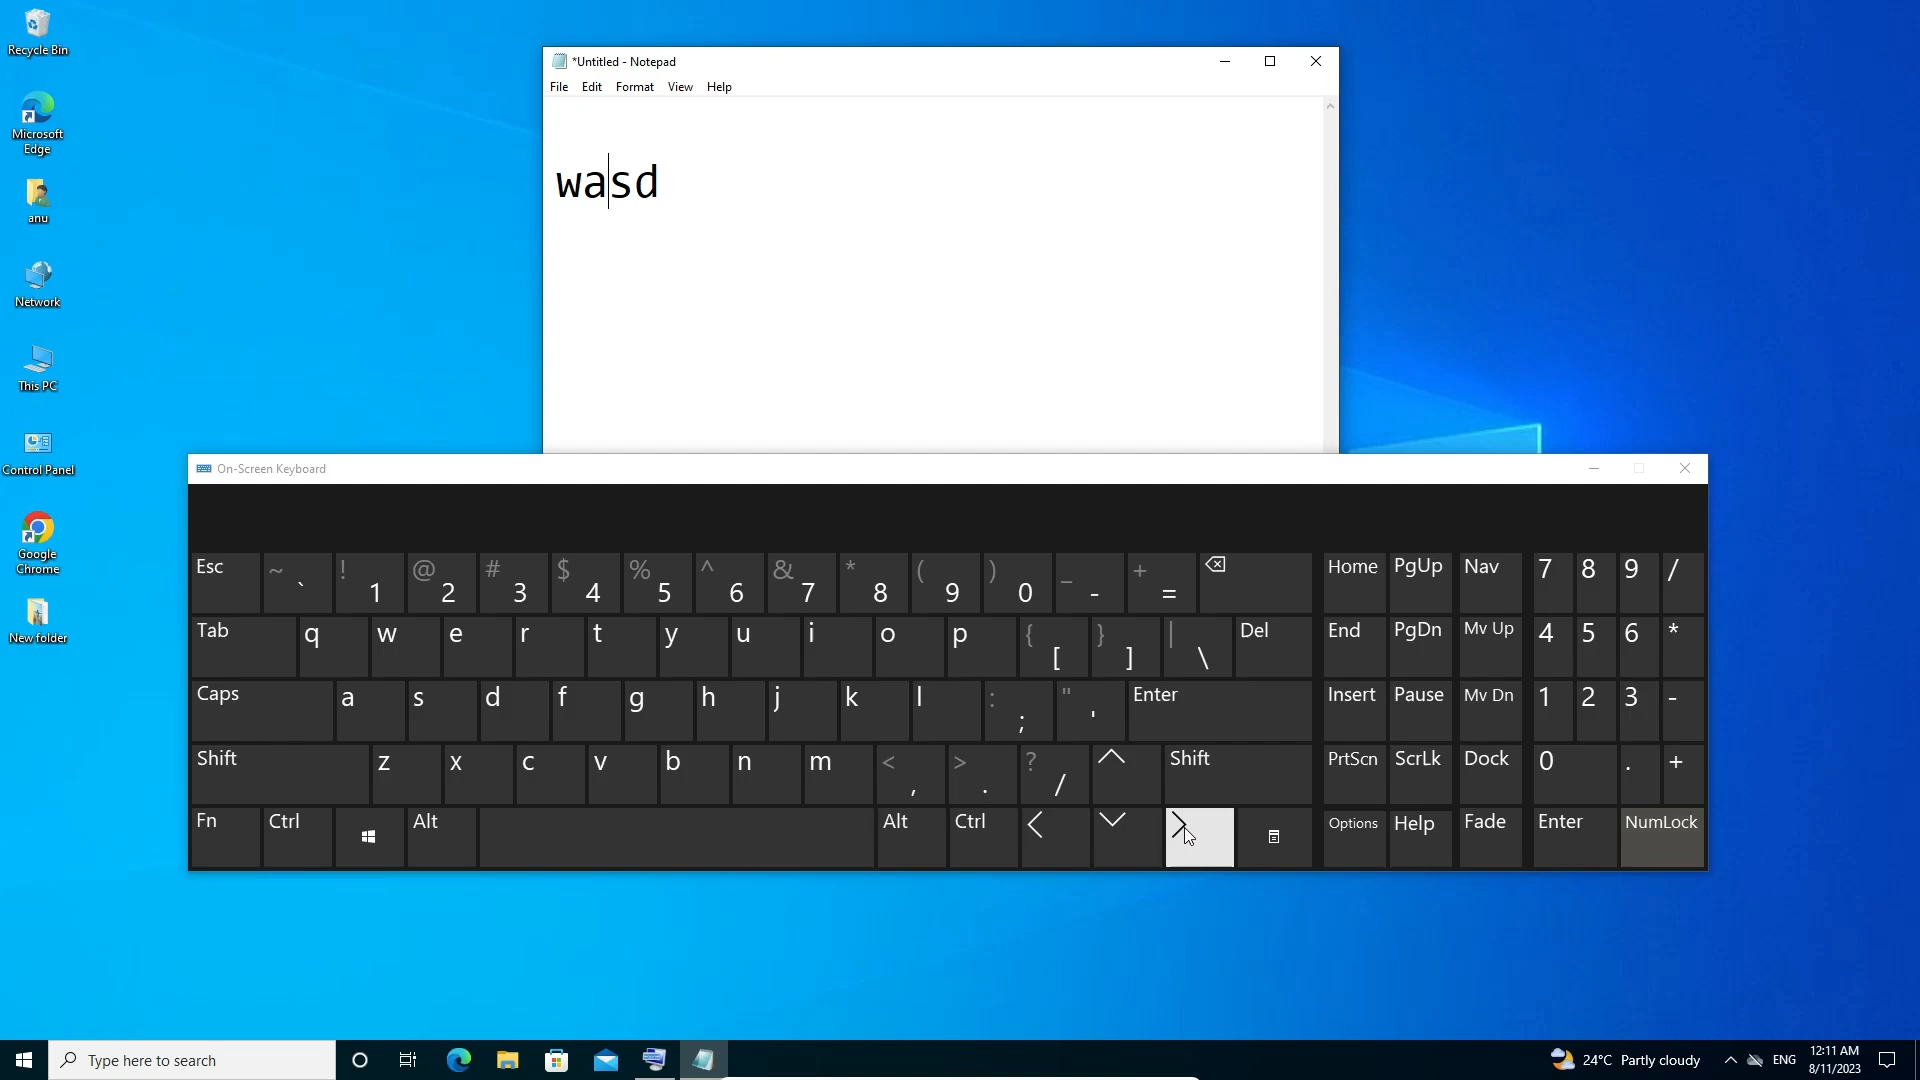 Recycle Bin
Microsoft
Edge
anu
Network
This PC
Control Panel
Google
Chrome
New folder
*Untitled - Notepad
File Edit Format View Help
wasd
On-Screen Keyboard
Esc ~ ` ! 1 @ 2 # 3 $ 4 % 5 ^ 6 & 7 * 8 ( 9 ) 0 _ - + = Home PgUp Nav 7 8 9 /
Tab q w e r t y u i o p { [ } ] | \ Del End PgDn Mv Up 4 5 6 *
Caps a s d f g h j k l : ; " ' Enter Insert Pause Mv Dn 1 2 3 -
Shift z x c v b n m < , > . ? / Shift PrtScn ScrLk Dock 0 . +
Fn Ctrl Alt Alt Ctrl Options Help Fade Enter NumLock
Type here to search
24°C Partly cloudy
ENG
12:11 AM
8/11/2023